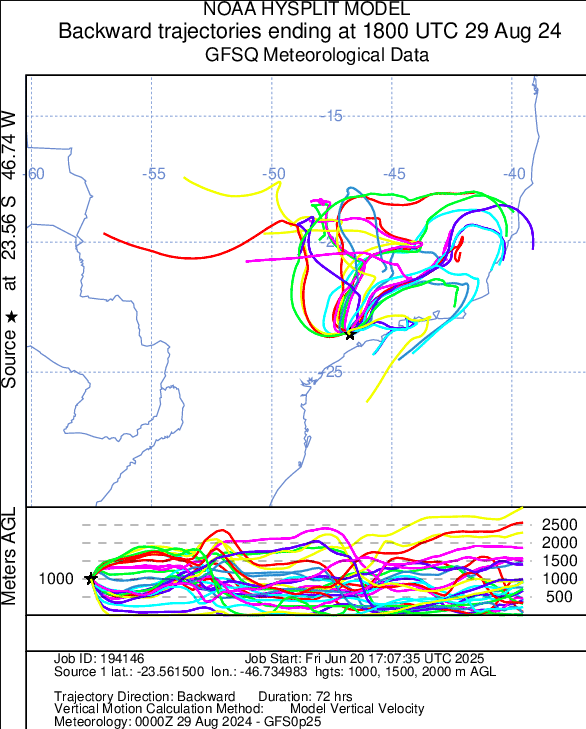 NOAA HYSPLIT MODEL
Backward trajectories ending at 1800 UTC 29 Aug 24
GFSQ Meteorological Data
Source ★ at 23.56 S 46.74 W
-15
-60 -55 -50 -45 -40
-25
Meters AGL
1000
2500
2000
1500
1000
500
Job ID: 194146 Job Start: Fri Jun 20 17:07:35 UTC 2025
Source 1 lat.: -23.561500 lon.: -46.734983 hgts: 1000, 1500, 2000 m AGL
Trajectory Direction: Backward Duration: 72 hrs
Vertical Motion Calculation Method: Model Vertical Velocity
Meteorology: 0000Z 29 Aug 2024 - GFS0p25